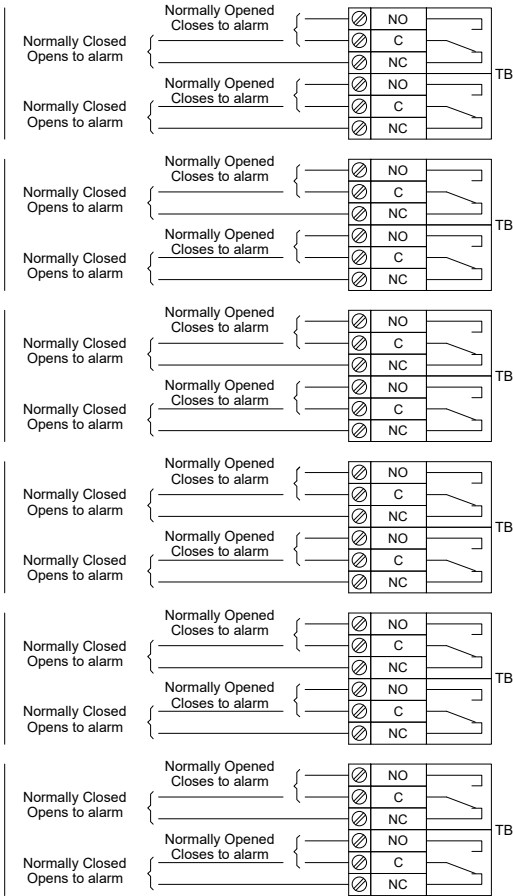 Normally Opened
Closes to alarm
NO
Normally Closed
Opens to alarm
C
NC
TB
Normally Opened
Closes to alarm
NO
Normally Closed
Opens to alarm
C
NC
Normally Opened
Closes to alarm
NO
Normally Closed
Opens to alarm
C
NC
TB
Normally Opened
Closes to alarm
NO
Normally Closed
Opens to alarm
C
NC
Normally Opened
Closes to alarm
NO
Normally Closed
Opens to alarm
C
NC
TB
Normally Opened
Closes to alarm
NO
Normally Closed
Opens to alarm
C
NC
Normally Opened
Closes to alarm
NO
Normally Closed
Opens to alarm
C
NC
TB
Normally Opened
Closes to alarm
NO
Normally Closed
Opens to alarm
C
NC
Normally Opened
Closes to alarm
NO
Normally Closed
Opens to alarm
C
NC
TB
Normally Opened
Closes to alarm
NO
Normally Closed
Opens to alarm
C
NC
Normally Opened
Closes to alarm
NO
Normally Closed
Opens to alarm
C
NC
TB
Normally Opened
Closes to alarm
NO
Normally Closed
Opens to alarm
C
NC